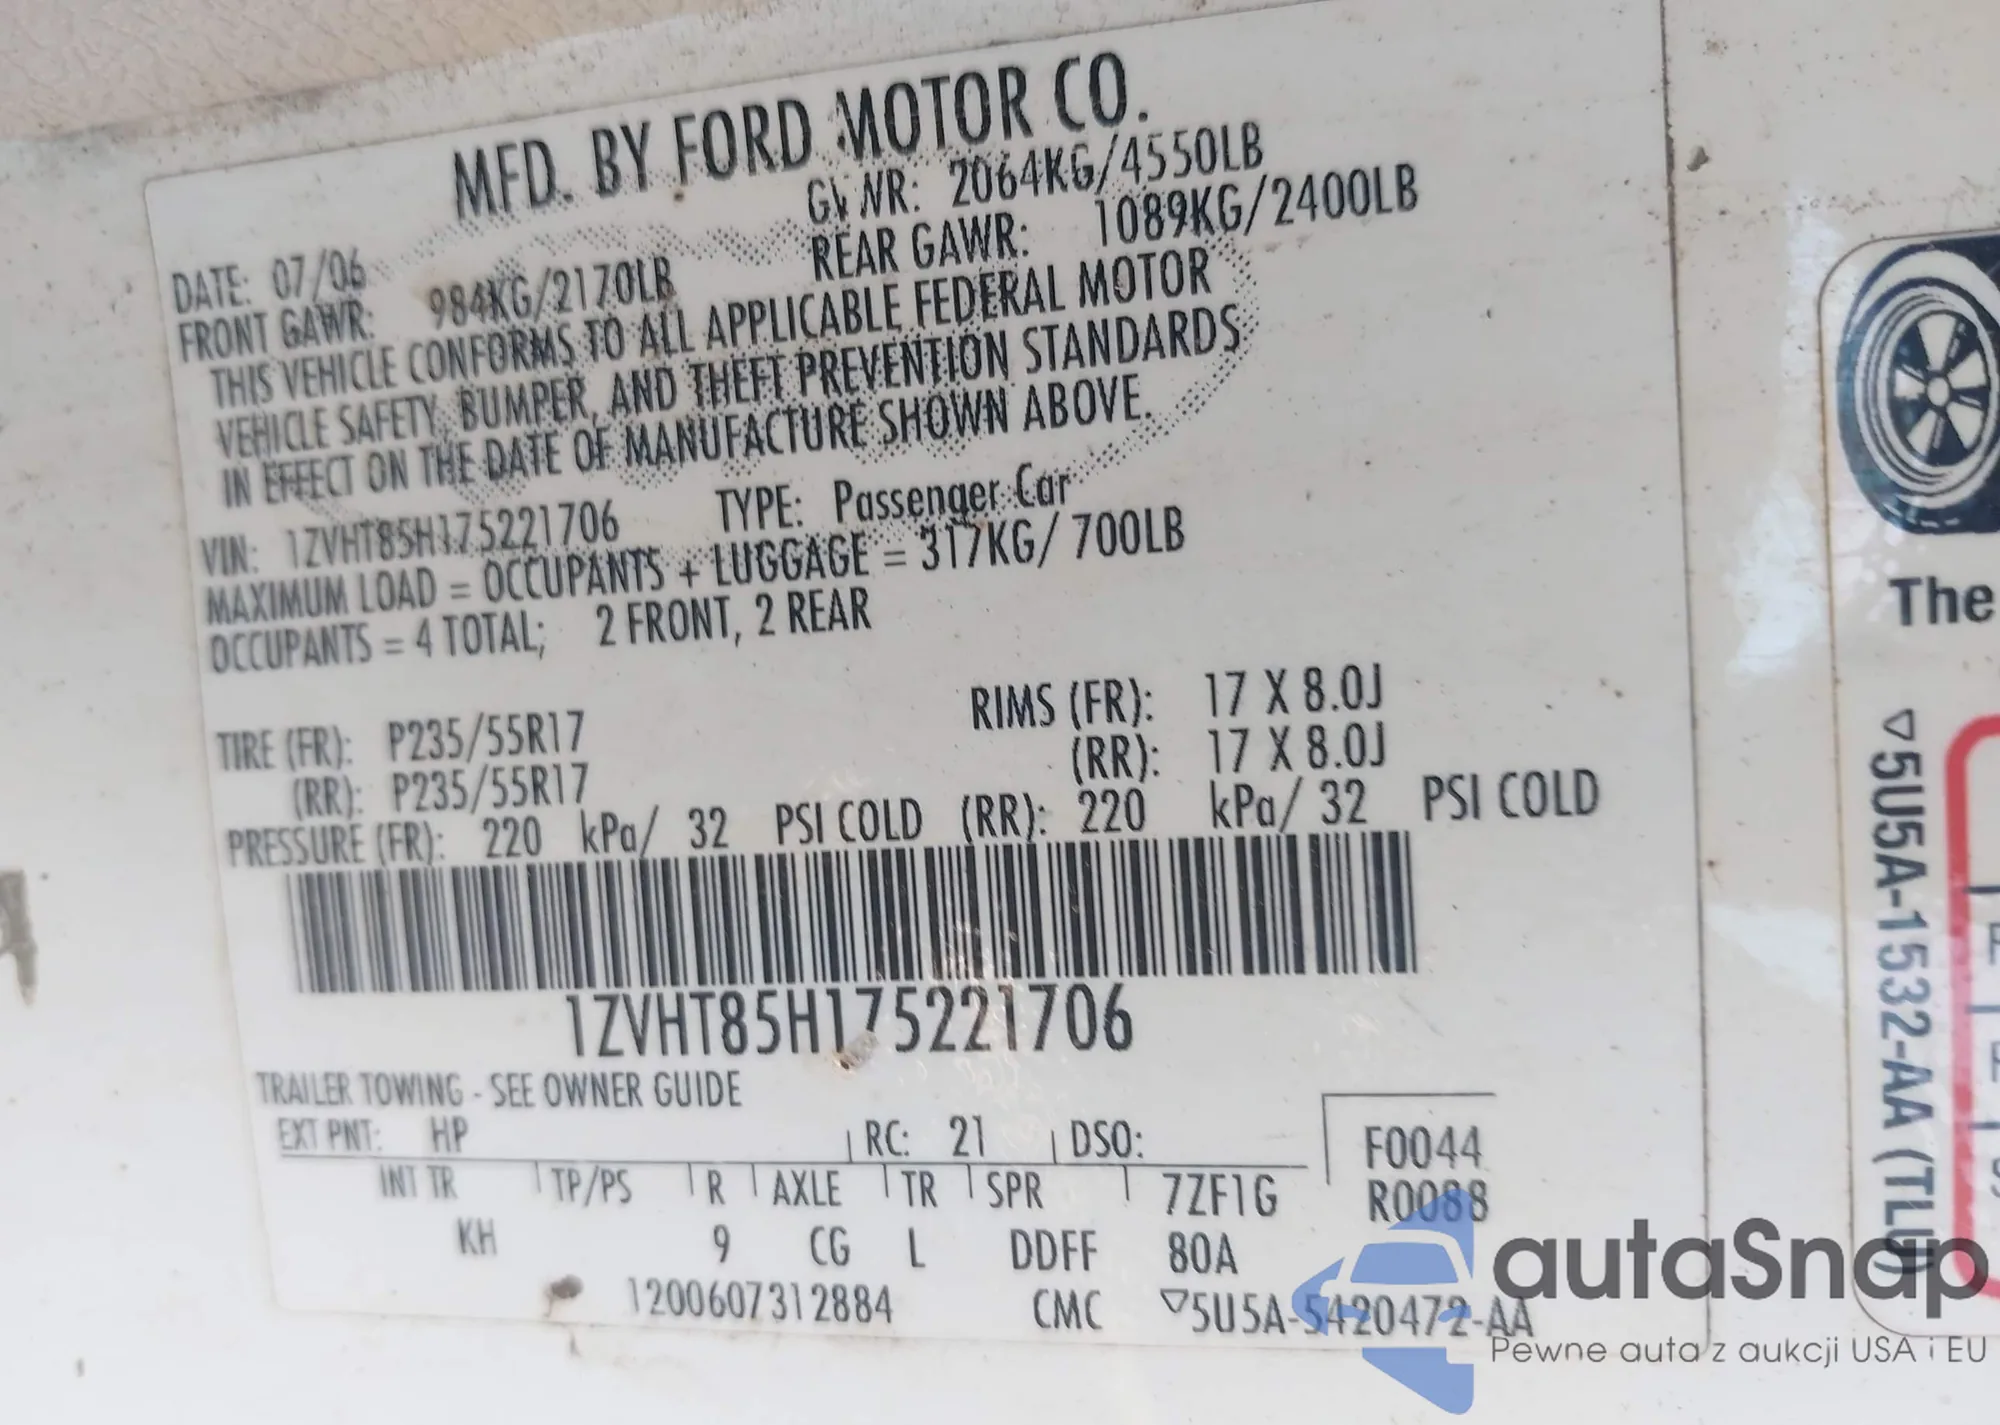 MFD. BY FORD MOTOR CO.
DATE: 07/06 GVWR: 2064KG/4550LB
FRONT GAWR: 984KG/2170LB REAR GAWR: 1089KG/2400LB
THIS VEHICLE CONFORMS TO ALL APPLICABLE FEDERAL MOTOR
VEHICLE SAFETY, BUMPER, AND THEFT PREVENTION STANDARDS
IN EFFECT ON THE DATE OF MANUFACTURE SHOWN ABOVE.
VIN: 1ZVHT85H175221706 TYPE: Passenger Car
MAXIMUM LOAD = OCCUPANTS + LUGGAGE = 317KG/ 700LB
OCCUPANTS = 4 TOTAL; 2 FRONT, 2 REAR
TIRE (FR): P235/55R17 RIMS (FR): 17 X 8.0J
(RR): P235/55R17 (RR): 17 X 8.0J
PRESSURE (FR): 220 kPa/ 32 PSI COLD (RR): 220 kPa/ 32 PSI COLD
1ZVHT85H175221706
TRAILER TOWING - SEE OWNER GUIDE
EXT PNT: HP RC: 21 DSO: F0044
INT TR TP/PS R AXLE TR SPR 7ZF1G R0088
KH 9 CG L DDFF 80A
1200607312884 CMC ▽5U5A-5420472-AA
The
▽5U5A-1532-AA (TLU)
autaSnap
Pewne auta z aukcji USA i EU